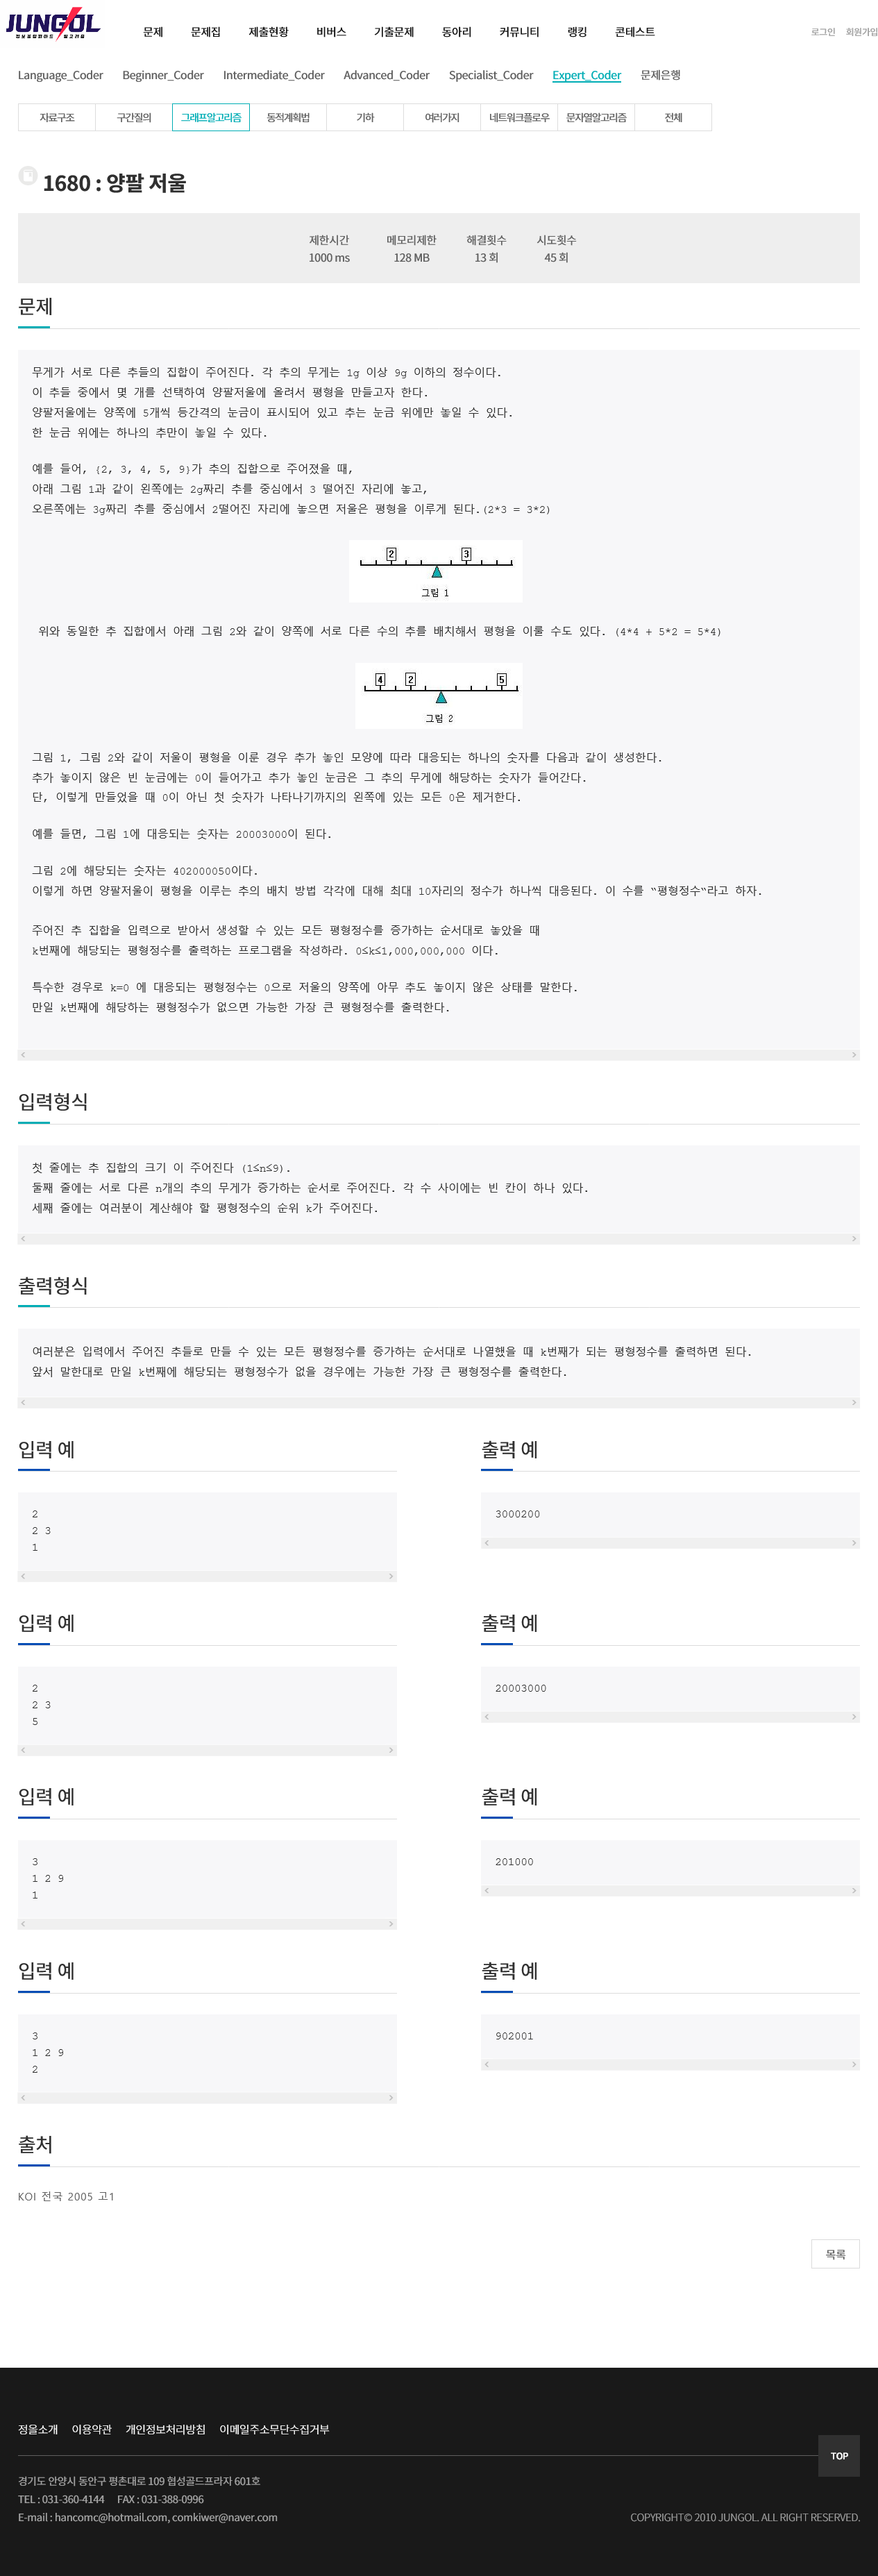 JUNGOL
문제 문제집 제출현황 비버스 기출문제 동아리 커뮤니티 랭킹 콘테스트
로그인 회원가입
Language_Coder Beginner_Coder Intermediate_Coder Advanced_Coder Specialist_Coder Expert_Coder 문제은행
자료구조 구간질의 그래프알고리즘 동적계획법 기하 여러가지 네트워크플로우 문자열알고리즘 전체
1680 : 양팔 저울
제한시간 메모리제한 해결횟수 시도횟수
1000 ms 128 MB 13 회 45 회
문제
무게가 서로 다른 추들의 집합이 주어진다. 각 추의 무게는 1g 이상 9g 이하의 정수이다.
이 추들 중에서 몇 개를 선택하여 양팔저울에 올려서 평형을 만들고자 한다.
양팔저울에는 양쪽에 5개씩 등간격의 눈금이 표시되어 있고 추는 눈금 위에만 놓일 수 있다.
한 눈금 위에는 하나의 추만이 놓일 수 있다.
예를 들어, {2, 3, 4, 5, 9}가 추의 집합으로 주어졌을 때,
아래 그림 1과 같이 왼쪽에는 2g짜리 추를 중심에서 3 떨어진 자리에 놓고,
오른쪽에는 3g짜리 추를 중심에서 2떨어진 자리에 놓으면 저울은 평형을 이루게 된다.(2*3 = 3*2)
2 3
그림 1
위와 동일한 추 집합에서 아래 그림 2와 같이 양쪽에 서로 다른 수의 추를 배치해서 평형을 이룰 수도 있다. (4*4 + 5*2 = 5*4)
4 2 5
그림 2
그림 1, 그림 2와 같이 저울이 평형을 이룬 경우 추가 놓인 모양에 따라 대응되는 하나의 숫자를 다음과 같이 생성한다.
추가 놓이지 않은 빈 눈금에는 0이 들어가고 추가 놓인 눈금은 그 추의 무게에 해당하는 숫자가 들어간다.
단, 이렇게 만들었을 때 0이 아닌 첫 숫자가 나타나기까지의 왼쪽에 있는 모든 0은 제거한다.
예를 들면, 그림 1에 대응되는 숫자는 20003000이 된다.
그림 2에 해당되는 숫자는 402000050이다.
이렇게 하면 양팔저울이 평형을 이루는 추의 배치 방법 각각에 대해 최대 10자리의 정수가 하나씩 대응된다. 이 수를 “평형정수“라고 하자.
주어진 추 집합을 입력으로 받아서 생성할 수 있는 모든 평형정수를 증가하는 순서대로 놓았을 때
k번째에 해당되는 평형정수를 출력하는 프로그램을 작성하라. 0≤k≤1,000,000,000 이다.
특수한 경우로 k=0 에 대응되는 평형정수는 0으로 저울의 양쪽에 아무 추도 놓이지 않은 상태를 말한다.
만일 k번째에 해당하는 평형정수가 없으면 가능한 가장 큰 평형정수를 출력한다.
입력형식
첫 줄에는 추 집합의 크기 이 주어진다 (1≤n≤9).
둘째 줄에는 서로 다른 n개의 추의 무게가 증가하는 순서로 주어진다. 각 수 사이에는 빈 칸이 하나 있다.
세째 줄에는 여러분이 계산해야 할 평형정수의 순위 k가 주어진다.
출력형식
여러분은 입력에서 주어진 추들로 만들 수 있는 모든 평형정수를 증가하는 순서대로 나열했을 때 k번째가 되는 평형정수를 출력하면 된다.
앞서 말한대로 만일 k번째에 해당되는 평형정수가 없을 경우에는 가능한 가장 큰 평형정수를 출력한다.
입력 예
2
2 3
1
출력 예
3000200
입력 예
2
2 3
5
출력 예
20003000
입력 예
3
1 2 9
1
출력 예
201000
입력 예
3
1 2 9
2
출력 예
902001
출처
KOI 전국 2005 고1
목록
정올소개 이용약관 개인정보처리방침 이메일주소무단수집거부
TOP
경기도 안양시 동안구 평촌대로 109 협성골드프라자 601호
TEL : 031-360-4144 FAX : 031-388-0996
E-mail : hancomc@hotmail.com, comkiwer@naver.com
COPYRIGHT© 2010 JUNGOL. ALL RIGHT RESERVED.